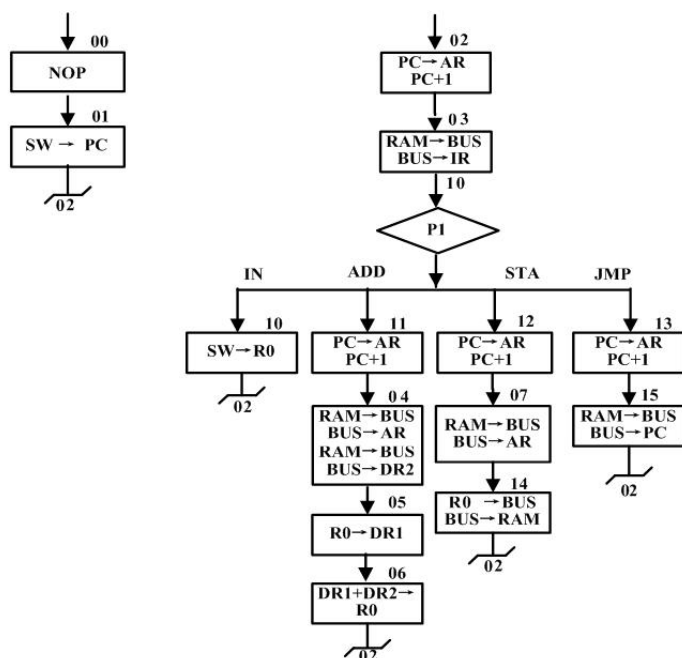 00
NOP
01
SW → PC
02
02
PC→AR
PC+1
03
RAM→BUS
BUS→IR
10
P1
IN ADD STA JMP
10
SW→R0
02
11
PC→AR
PC+1
04
RAM→BUS
BUS→AR
RAM→BUS
BUS→DR2
05
R0→DR1
06
DR1+DR2→
R0
02
12
PC→AR
PC+1
07
RAM→BUS
BUS→AR
14
R0 →BUS
BUS→RAM
02
13
PC→AR
PC+1
15
RAM→BUS
BUS→PC
02